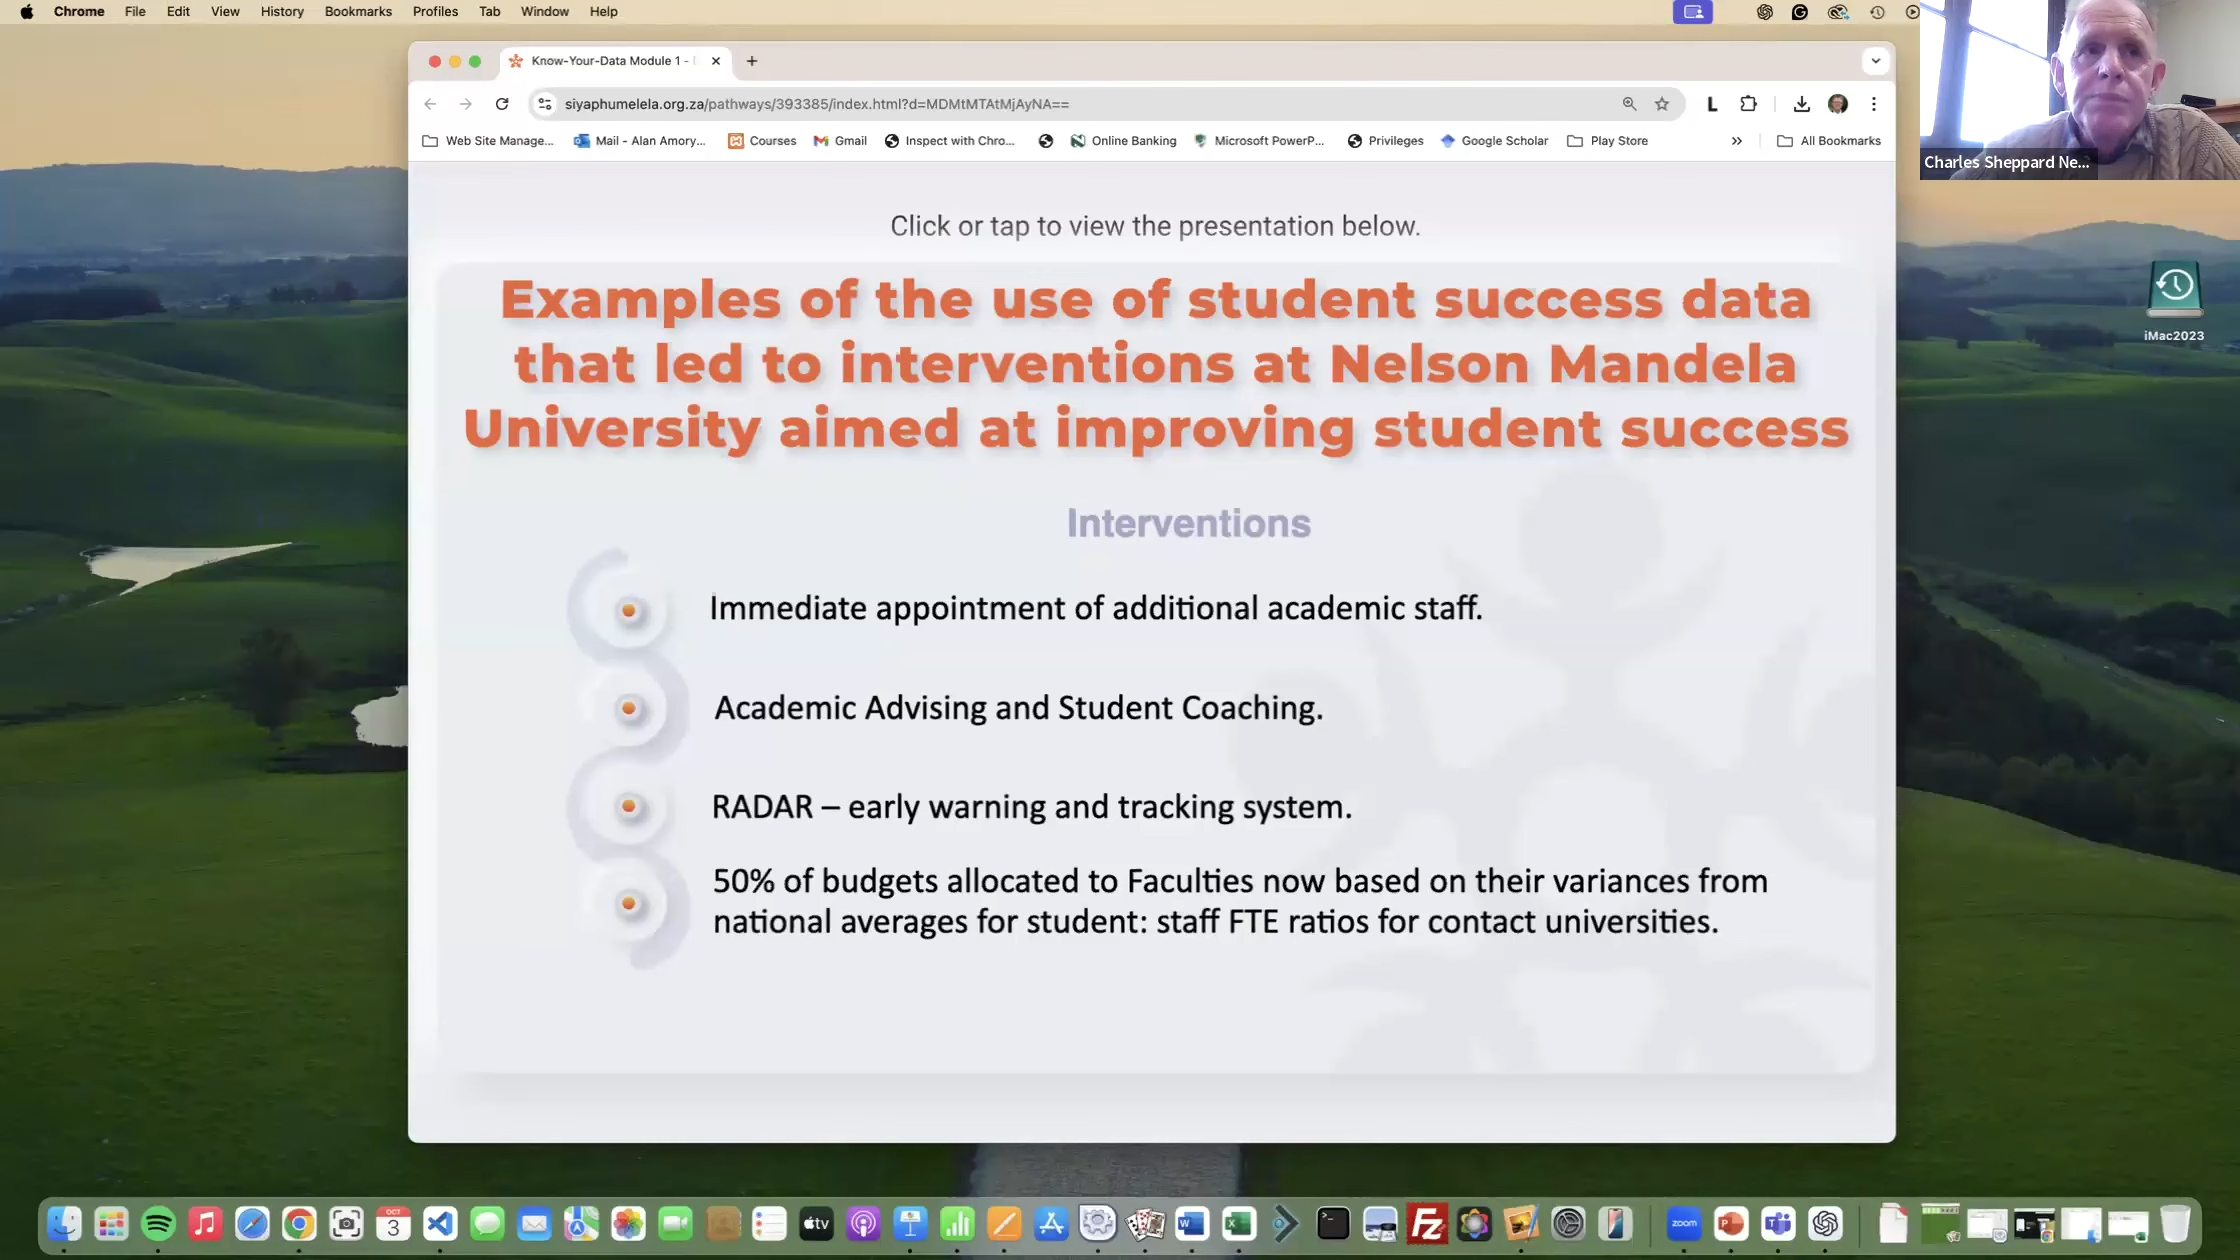 Chrome File Edit View History Bookmarks Profiles Tab Window Help
Know-Your-Data Module 1 -
siyaphumelela.org.za/pathways/393385/index.html?d=MDMtMTAtMjAyNA==
Web Site Manage... Mail - Alan Amory... Courses Gmail Inspect with Chro... Online Banking Microsoft PowerP... Privileges Google Scholar Play Store » All Bookmarks
Charles Sheppard Ne...
Click or tap to view the presentation below.
Examples of the use of student success data
that led to interventions at Nelson Mandela
University aimed at improving student success
Interventions
Immediate appointment of additional academic staff.
Academic Advising and Student Coaching.
RADAR – early warning and tracking system.
50% of budgets allocated to Faculties now based on their variances from
national averages for student: staff FTE ratios for contact universities.
iMac2023
OCT
3
tv
zoom